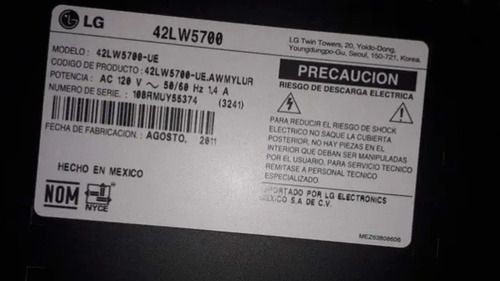 LG
42LW5700
LG Twin Towers, 20, Yoido-Dong,
Youngdungpo-Gu, Seoul, 150-721, Korea.
MODELO : 42LW5700-UE
CODIGO DE PRODUCTO : 42LW5700-UE.AWMYLUR
POTENCIA : AC 120 V ~ 50/60 Hz 1,4 A
NUMERO DE SERIE. : 108RMUY55374 (3241)
FECHA DE FABRICACION : AGOSTO, 2011
HECHO EN MEXICO
NOM
NYCE
PRECAUCION
RIESGO DE DESCARGA ELECTRICA
PARA REDUCIR EL RIESGO DE SHOCK
ELECTRICO NO SAQUE LA CUBIERTA
POSTERIOR, NO HAY PIEZAS EN EL
INTERIOR QUE DEBAN SER MANIPULADAS
POR EL USUARIO, PARA SERVICIO TECNICO
REMITASE A PERSONAL TECNICO
ESPECIALIZADO
IMPORTADO POR LG ELECTRONICS
MEXICO S.A DE C.V.
MEZ63808606